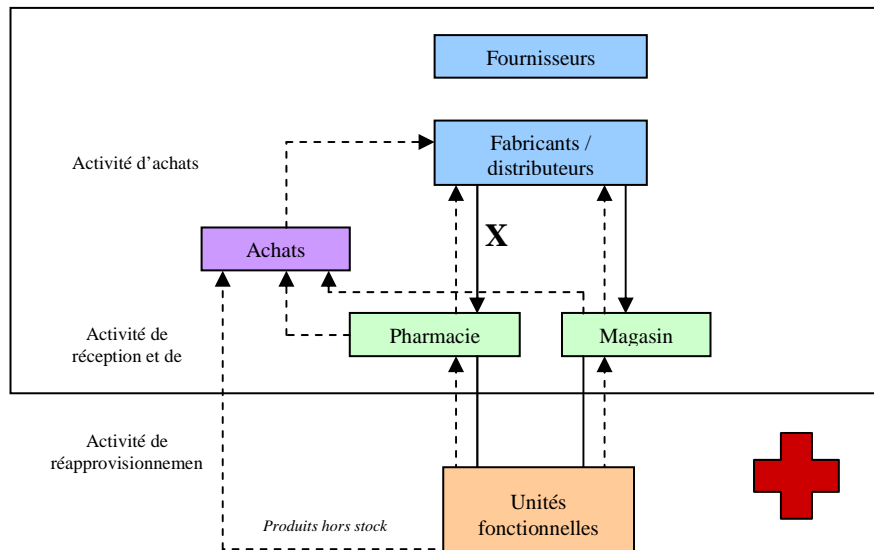 Fournisseurs
Fabricants /
distributeurs
Activité d'achats
X
Achats
Activité de
réception et de
Pharmacie
Magasin
Activité de
réapprovisionnemen
Unités
fonctionnelles
Produits hors stock